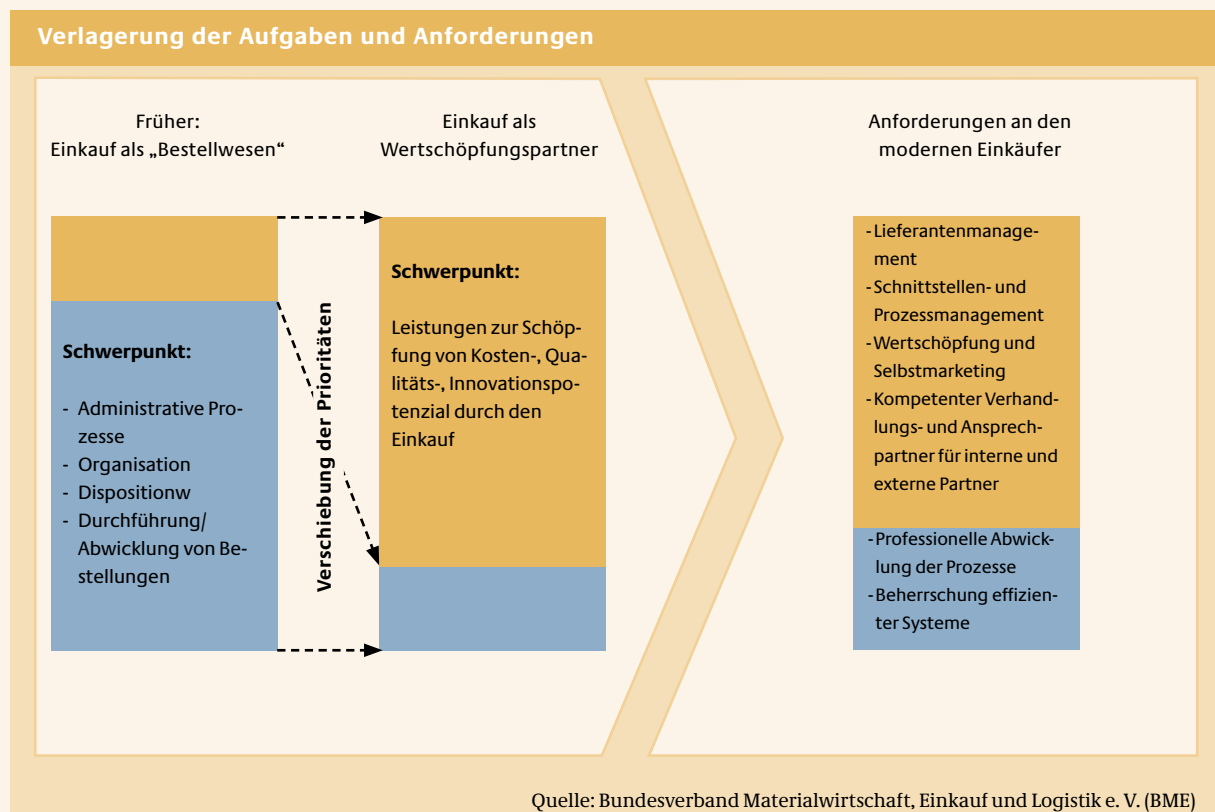 Verlagerung der Aufgaben und Anforderungen
Früher:
Einkauf als „Bestellwesen“
Schwerpunkt:
- Administrative Pro-
zesse
- Organisation
- Dispositionw
- Durchführung/
Abwicklung von Be-
stellungen
Verschiebung der Prioritäten
Einkauf als
Wertschöpfungspartner
Schwerpunkt:
Leistungen zur Schöp-
fung von Kosten-, Qua-
litäts-, Innovationspo-
tenzial durch den
Einkauf
Anforderungen an den
modernen Einkäufer
- Lieferantenmanage-
ment
- Schnittstellen- und
Prozessmanagement
- Wertschöpfung und
Selbstmarketing
- Kompetenter Verhand-
lungs- und Ansprech-
partner für interne und
externe Partner
- Professionelle Abwick-
lung der Prozesse
- Beherrschung effizien-
ter Systeme
Quelle: Bundesverband Materialwirtschaft, Einkauf und Logistik e. V. (BME)